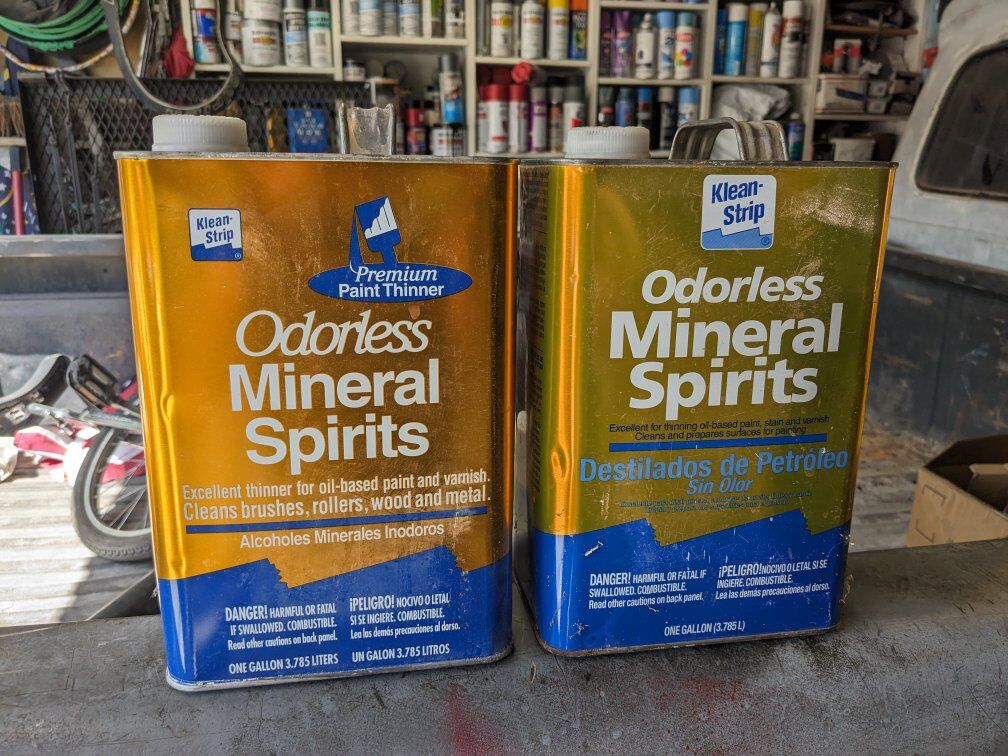 Klean-
Strip
®
Premium
Paint Thinner
Odorless
Mineral
Spirits
Excellent thinner for oil-based paint and varnish.
Cleans brushes, rollers, wood and metal.
Alcoholes Minerales Inodoros
DANGER! HARMFUL OR FATAL
IF SWALLOWED. COMBUSTIBLE.
Read other cautions on back panel.
¡PELIGRO! NOCIVO O LETAL
SI SE INGIERE. COMBUSTIBLE.
Lea las demás precauciones al dorso.
ONE GALLON 3.785 LITERS
UN GALON 3.785 LITROS
Klean-
Strip
®
Odorless
Mineral
Spirits
Excellent for thinning oil-based paint, stain and varnish
Cleans and prepares surfaces for painting
Destilados de Petróleo
Sin Olor
DANGER! HARMFUL OR FATAL IF
SWALLOWED. COMBUSTIBLE.
Read other cautions on back panel.
¡PELIGRO! NOCIVO O LETAL SI SE
INGIERE. COMBUSTIBLE.
Lea las demás precauciones al dorso.
ONE GALLON (3.785 L)